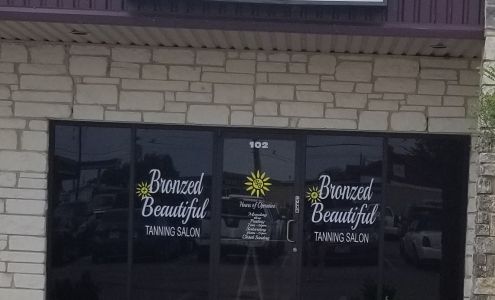 102
Bronzed
Beautiful
TANNING SALON
Hours of Operation
Bronzed
Beautiful
TANNING SALON